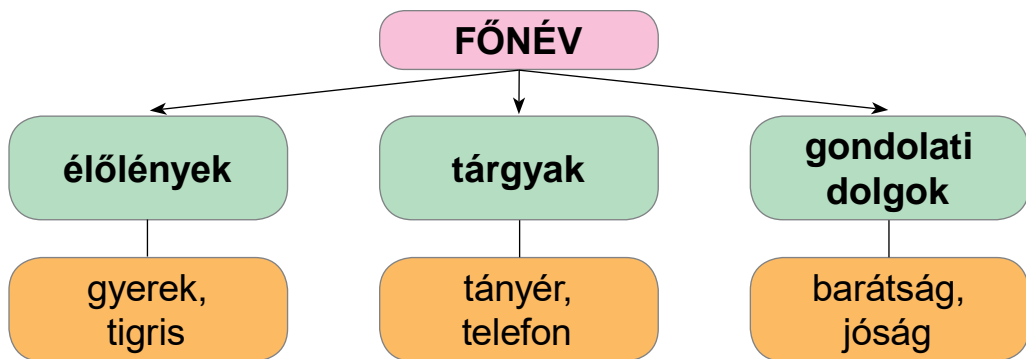 FŐNÉV
élőlények
tárgyak
gondolati
dolgok
gyerek,
tigris
tányér,
telefon
barátság,
jóság